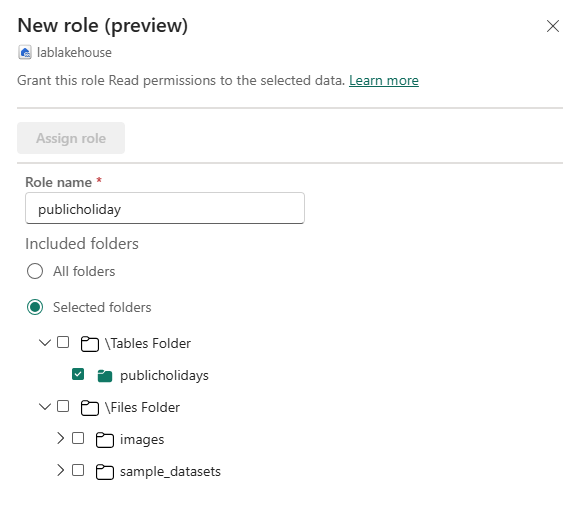 New role (preview)
lablakehouse
Grant this role Read permissions to the selected data. Learn more
Assign role
Role name *
publicholiday
Included folders
All folders
Selected folders
\Tables Folder
publicholidays
\Files Folder
images
sample_datasets